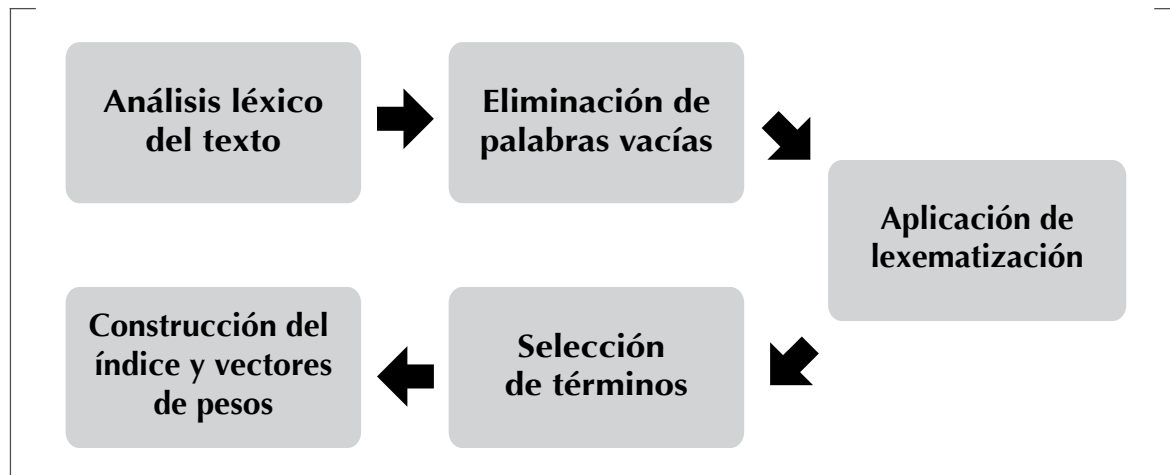 Análisis léxico
del texto
Eliminación de
palabras vacías
Aplicación de
lexematización
Selección
de términos
Construcción del
índice y vectores
de pesos